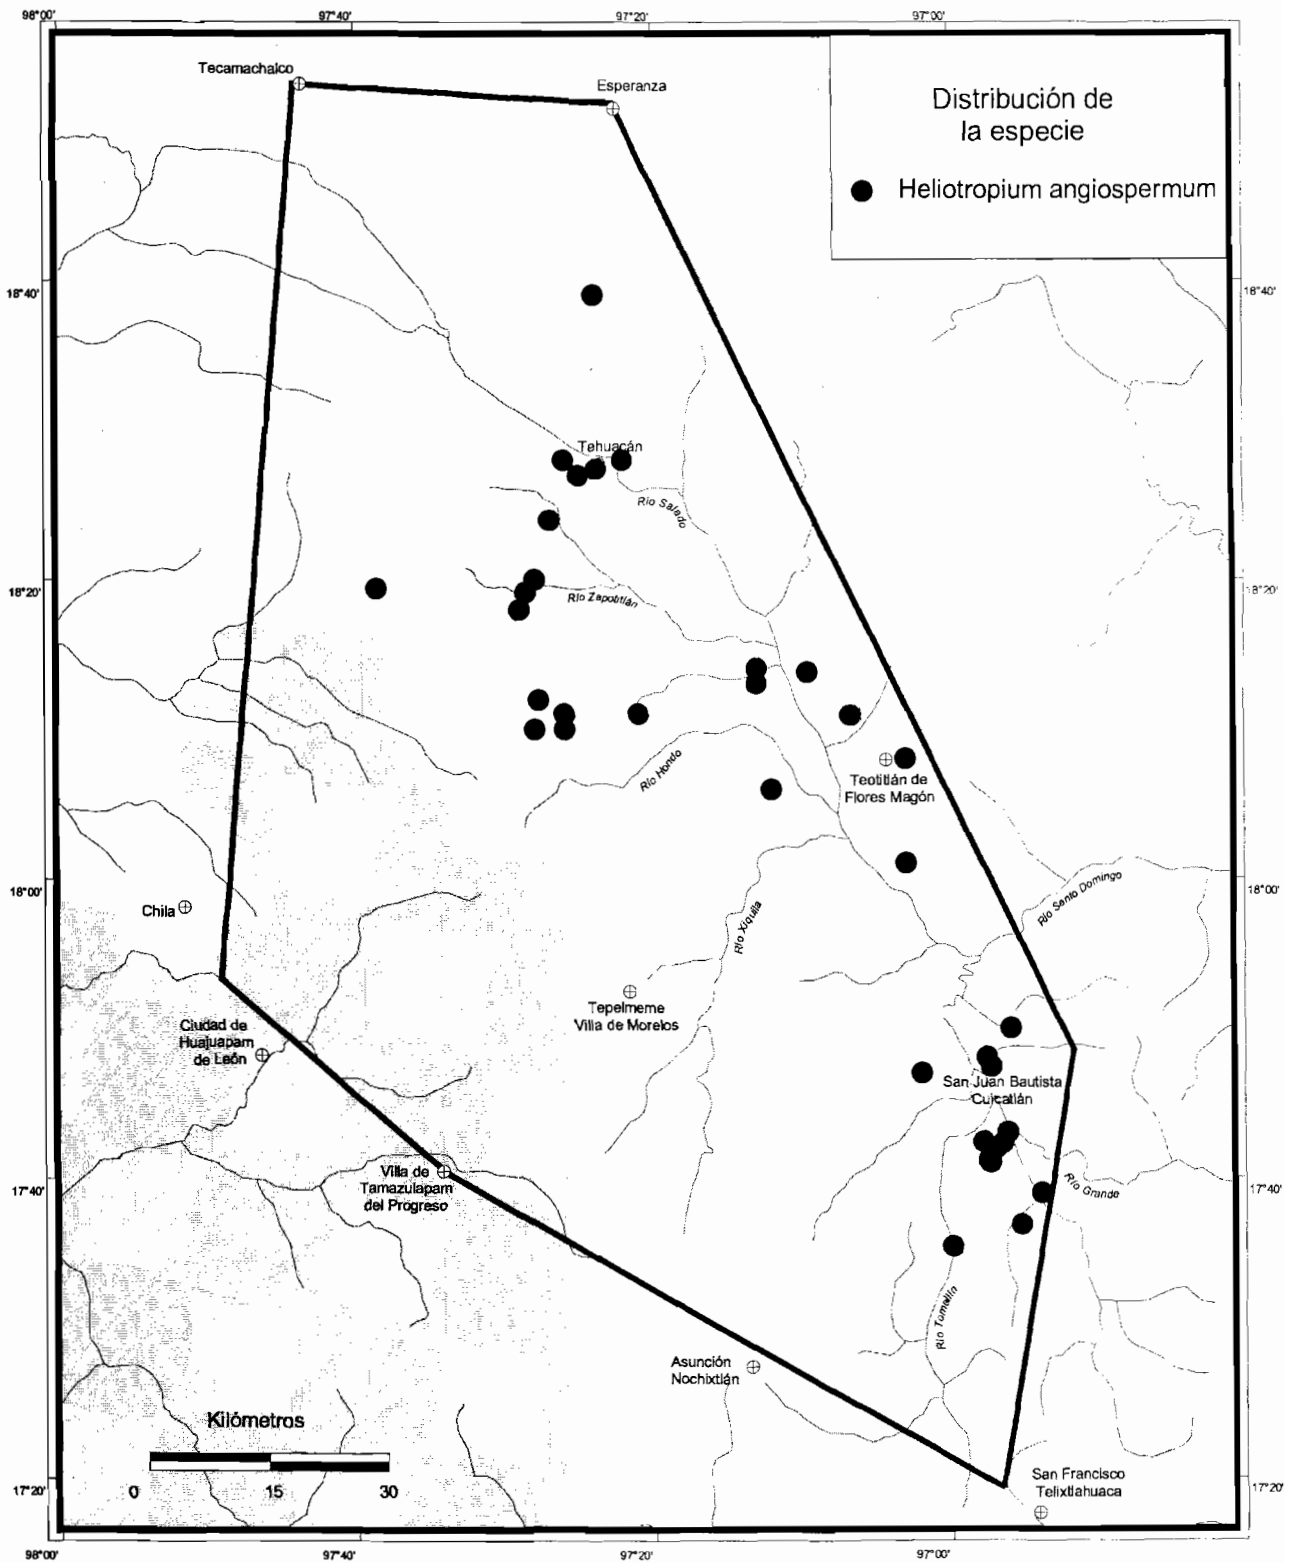 98°00'
97°40'
97°20'
97°00'
Tecamachalco
Esperanza
Distribución de
la especie
Heliotropium angiospermum
18°40'
18°40'
Tehuacán
Río Salado
18°20'
18°20'
Río Zapotitlán
Río Hondo
Teotitlán de
Flores Magón
18°00'
18°00'
Chila
Río Santo Domingo
Río Xiquila
Tepelmeme
Villa de Morelos
Ciudad de
Huajuapam
de León
San Juan Bautista
Cuicatlán
17°40'
17°40'
Villa de
Tamazulapam
del Progreso
Río Grande
Río Tomellín
Asunción
Nochixtlán
Kilómetros
0 15 30
17°20'
17°20'
San Francisco
Telixtlahuaca
98°00'
97°40'
97°20'
97°00'